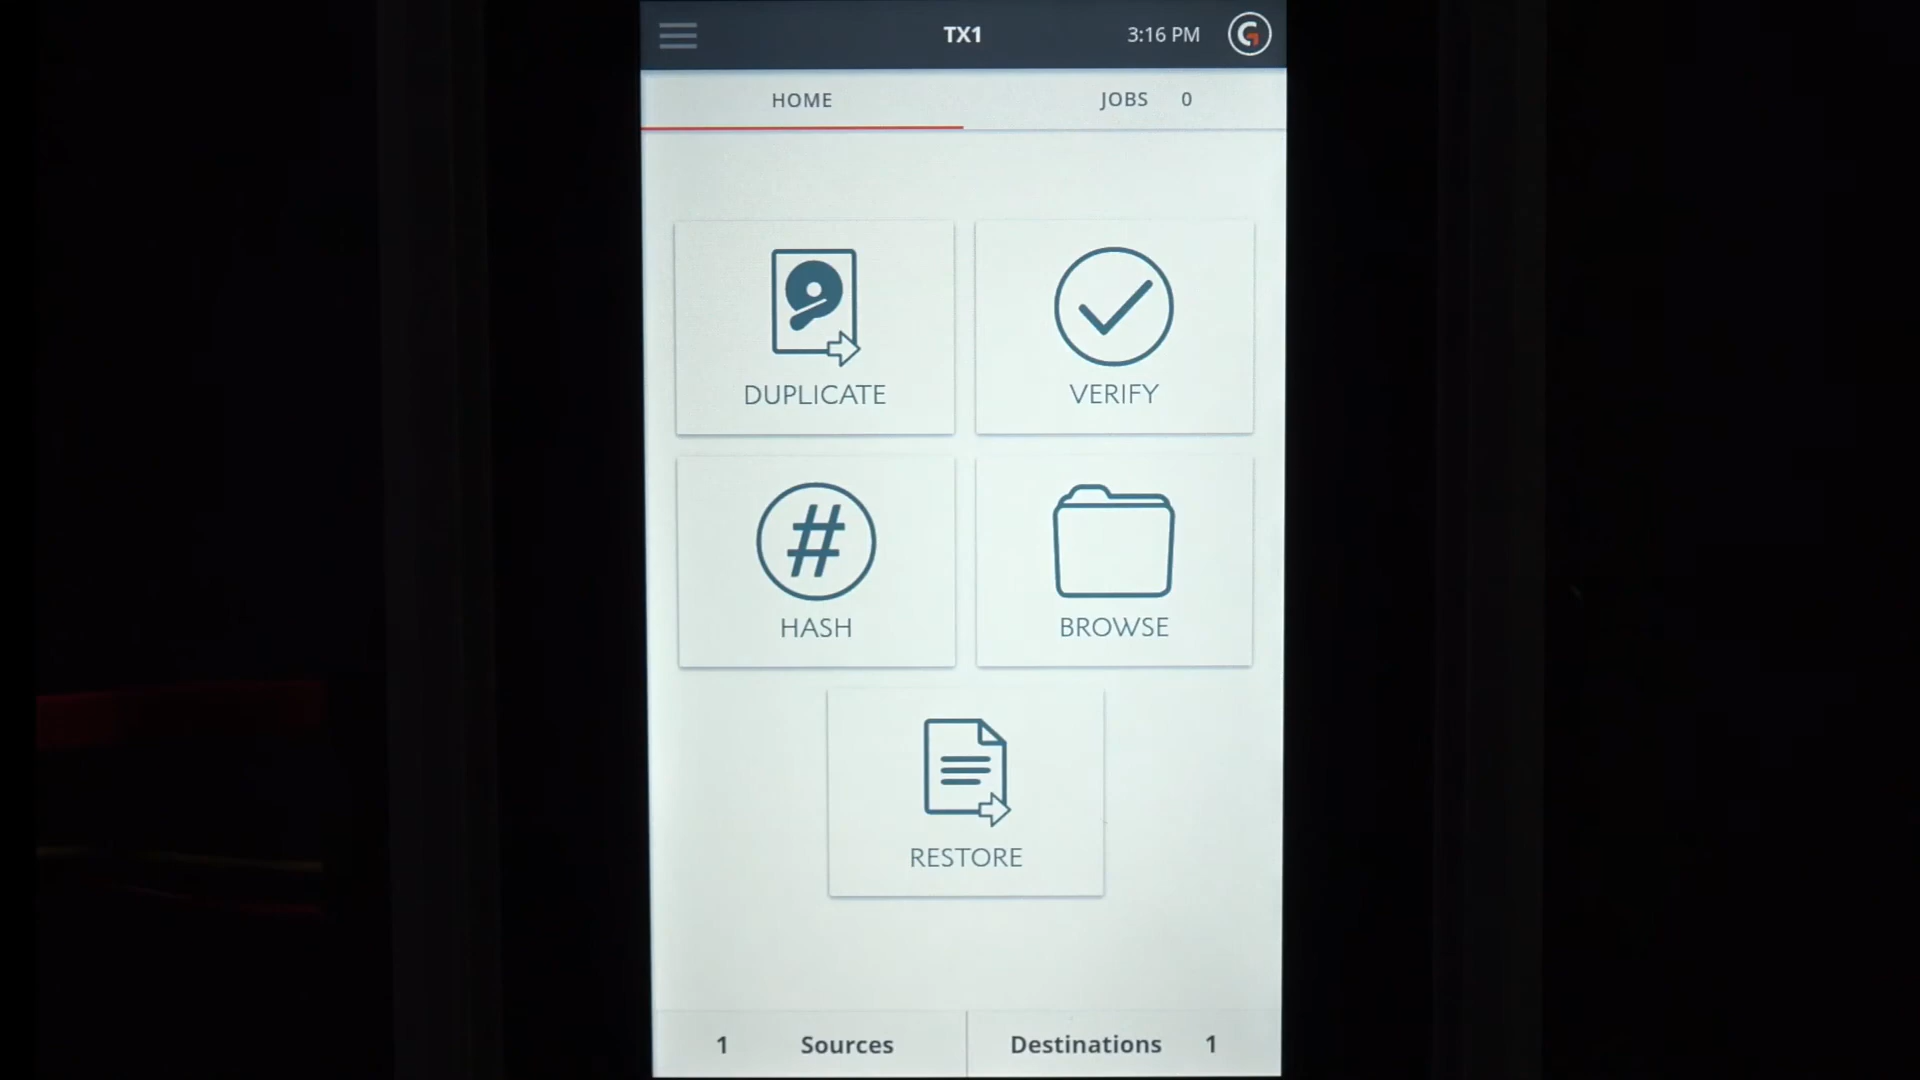 TX1 3:16 PM
HOME JOBS 0
DUPLICATE VERIFY
# HASH BROWSE
RESTORE
1 Sources Destinations 1